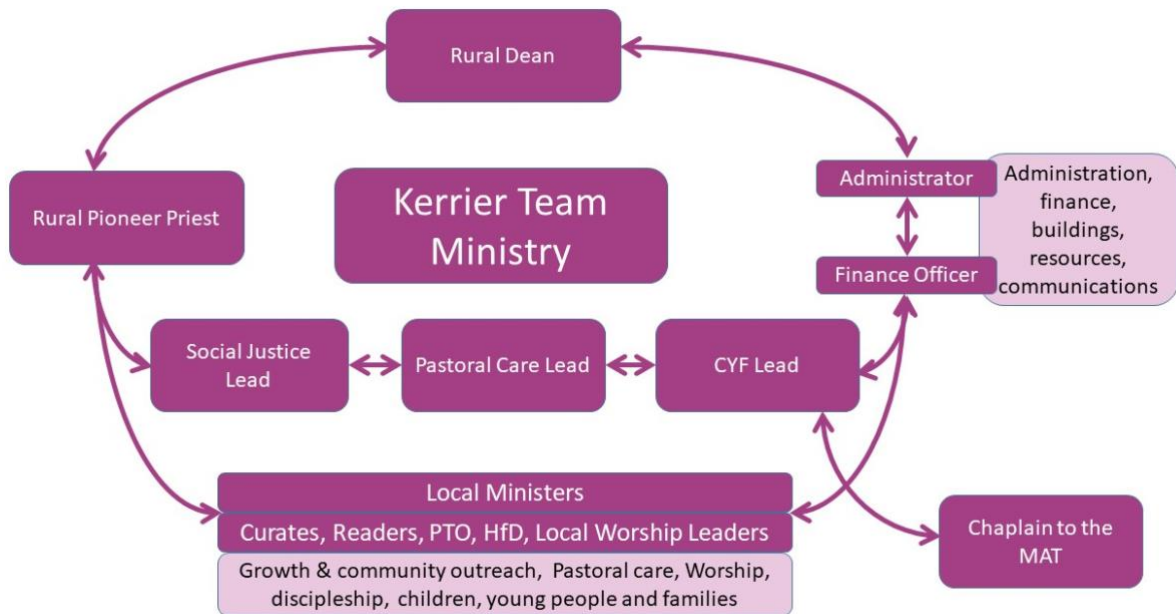 Rural Dean
Rural Pioneer Priest
Kerrier Team
Ministry
Administrator
Administration,
finance,
buildings,
resources,
communications
Finance Officer
Social Justice
Lead
Pastoral Care Lead
CYF Lead
Local Ministers
Curates, Readers, PTO, HfD, Local Worship Leaders
Growth & community outreach, Pastoral care, Worship,
discipleship, children, young people and families
Chaplain to the
MAT